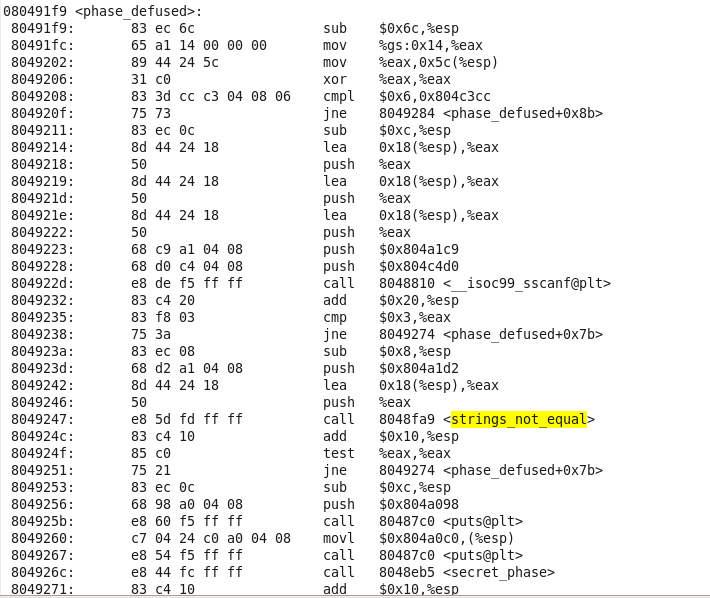 080491f9 <phase_defused>:
80491f9: 83 ec 6c sub $0x6c,%esp
80491fc: 65 a1 14 00 00 00 mov %gs:0x14,%eax
8049202: 89 44 24 5c mov %eax,0x5c(%esp)
8049206: 31 c0 xor %eax,%eax
8049208: 83 3d cc c3 04 08 06 cmpl $0x6,0x804c3cc
804920f: 75 73 jne 8049284 <phase_defused+0x8b>
8049211: 83 ec 0c sub $0xc,%esp
8049214: 8d 44 24 18 lea 0x18(%esp),%eax
8049218: 50 push %eax
8049219: 8d 44 24 18 lea 0x18(%esp),%eax
804921d: 50 push %eax
804921e: 8d 44 24 18 lea 0x18(%esp),%eax
8049222: 50 push %eax
8049223: 68 c9 a1 04 08 push $0x804a1c9
8049228: 68 d0 c4 04 08 push $0x804c4d0
804922d: e8 de f5 ff ff call 8048810 <__isoc99_sscanf@plt>
8049232: 83 c4 20 add $0x20,%esp
8049235: 83 f8 03 cmp $0x3,%eax
8049238: 75 3a jne 8049274 <phase_defused+0x7b>
804923a: 83 ec 08 sub $0x8,%esp
804923d: 68 d2 a1 04 08 push $0x804a1d2
8049242: 8d 44 24 18 lea 0x18(%esp),%eax
8049246: 50 push %eax
8049247: e8 5d fd ff ff call 8048fa9 <strings_not_equal>
804924c: 83 c4 10 add $0x10,%esp
804924f: 85 c0 test %eax,%eax
8049251: 75 21 jne 8049274 <phase_defused+0x7b>
8049253: 83 ec 0c sub $0xc,%esp
8049256: 68 98 a0 04 08 push $0x804a098
804925b: e8 60 f5 ff ff call 80487c0 <puts@plt>
8049260: c7 04 24 c0 a0 04 08 movl $0x804a0c0,(%esp)
8049267: e8 54 f5 ff ff call 80487c0 <puts@plt>
804926c: e8 44 fc ff ff call 8048eb5 <secret_phase>
8049271: 83 c4 10 add $0x10,%esp